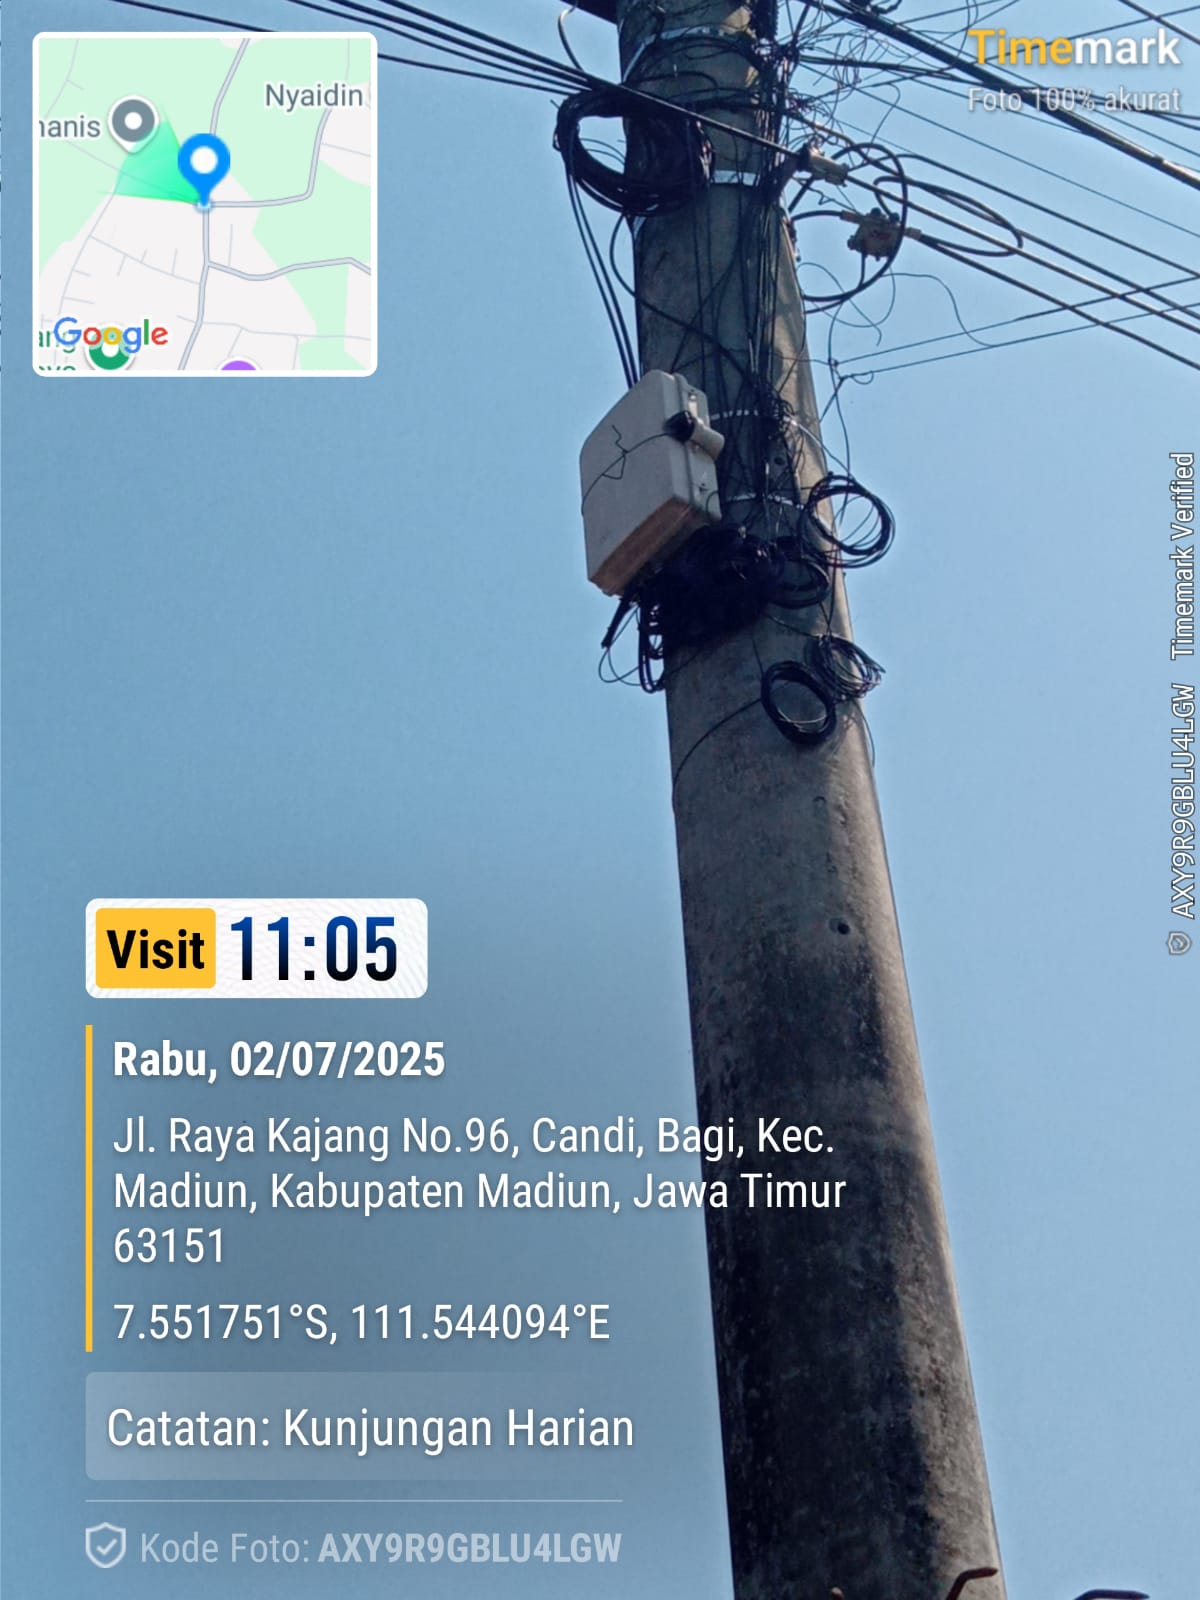 Timemark
Foto 100% akurat
Nyaidin
Google
Visit 11:05
Rabu, 02/07/2025
Jl. Raya Kajang No.96, Candi, Bagi, Kec.
Madiun, Kabupaten Madiun, Jawa Timur
63151
7.551751°S, 111.544094°E
Catatan: Kunjungan Harian
Kode Foto: AXY9R9GBLU4LGW
AXY9R9GBLU4LGW Timemark Verified